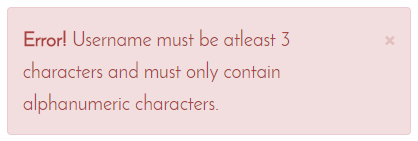 Error! Username must be atleast 3 ×
characters and must only contain
alphanumeric characters.